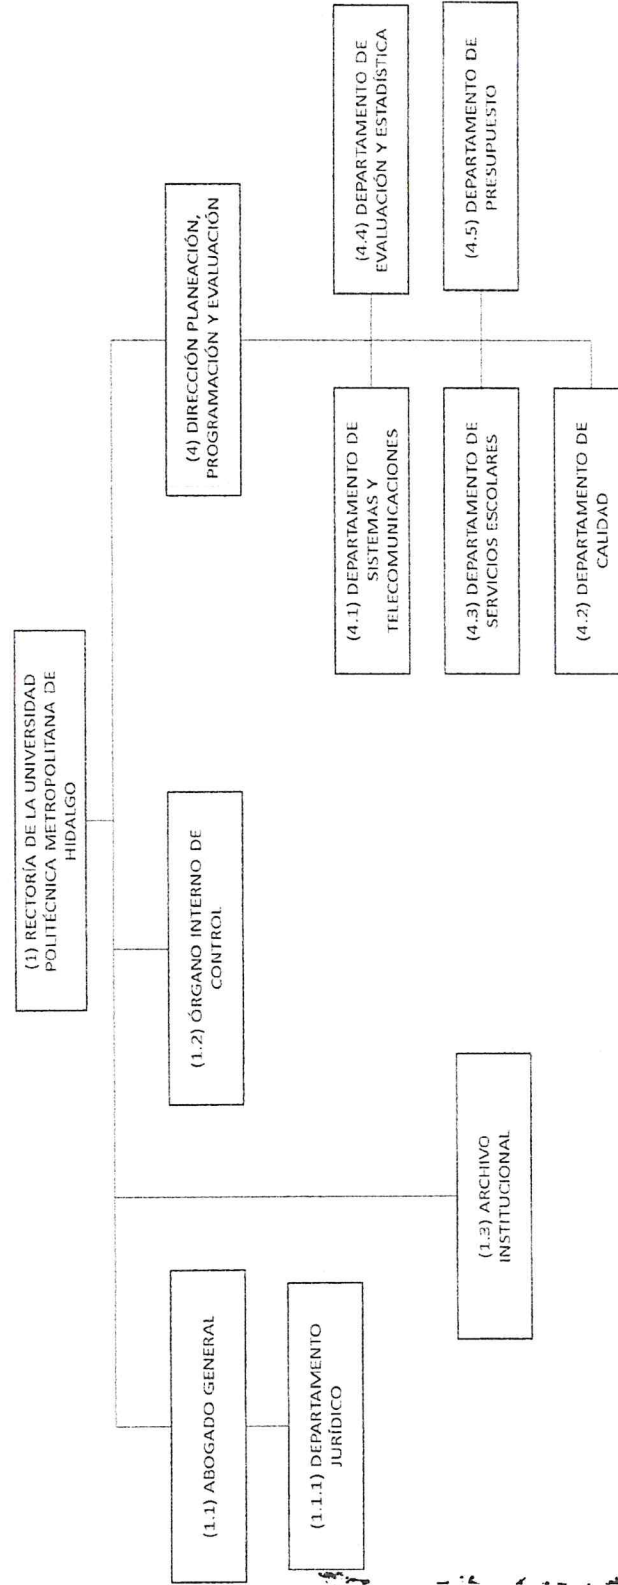 (1) RECTORÍA DE LA UNIVERSIDAD
POLITÉCNICA METROPOLITANA DE
HIDALGO
(1.1) ABOGADO GENERAL
(1.1.1) DEPARTAMENTO
JURÍDICO
(1.3) ARCHIVO
INSTITUCIONAL
(1.2) ÓRGANO INTERNO DE
CONTROL
(4) DIRECCIÓN PLANEACIÓN,
PROGRAMACIÓN Y EVALUACIÓN
(4.1) DEPARTAMENTO DE
SISTEMAS Y
TELECOMUNICACIONES
(4.4) DEPARTAMENTO DE
EVALUACIÓN Y ESTADÍSTICA
(4.3) DEPARTAMENTO DE
SERVICIOS ESCOLARES
(4.5) DEPARTAMENTO DE
PRESUPUESTO
(4.2) DEPARTAMENTO DE
CALIDAD